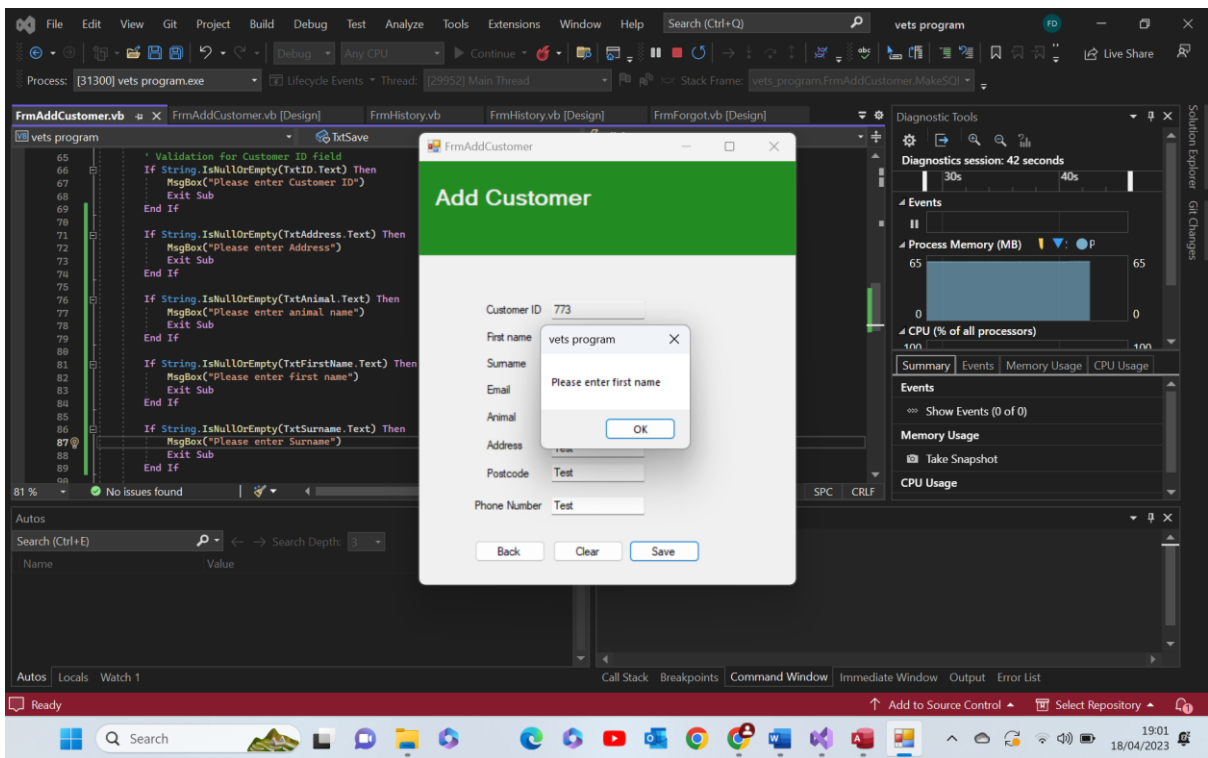 File Edit View Git Project Build Debug Test Analyze Tools Extensions Window Help Search (Ctrl+Q) vets program FD
Debug Any CPU Continue Live Share
Process: [31300] vets program.exe Lifecycle Events Thread: [29952] Main Thread Stack Frame: vets_program.FrmAddCustomer.MakeSQl
FrmAddCustomer.vb FrmAddCustomer.vb [Design] FrmHistory.vb FrmHistory.vb [Design] FrmForgot.vb [Design]
vets program TxtSave
65 ' Validation for Customer ID field
66 If String.IsNullOrEmpty(TxtID.Text) Then
67 MsgBox("Please enter Customer ID")
68 Exit Sub
69 End If
70
71 If String.IsNullOrEmpty(TxtAddress.Text) Then
72 MsgBox("Please enter Address")
73 Exit Sub
74 End If
75
76 If String.IsNullOrEmpty(TxtAnimal.Text) Then
77 MsgBox("Please enter animal name")
78 Exit Sub
79 End If
80
81 If String.IsNullOrEmpty(TxtFirstName.Text) Then
82 MsgBox("Please enter first name")
83 Exit Sub
84 End If
85
86 If String.IsNullOrEmpty(TxtSurname.Text) Then
87 MsgBox("Please enter Surname")
88 Exit Sub
89 End If
90
81 % No issues found SPC CRLF
FrmAddCustomer
Add Customer
Customer ID 773
First name
Surname
Email
Animal
Address Test
Postcode Test
Phone Number Test
Back Clear Save
vets program
Please enter first name
OK
Diagnostic Tools
Diagnostics session: 42 seconds
30s 40s
Events
Process Memory (MB) P
65 65
0 0
CPU (% of all processors)
100 100
Summary Events Memory Usage CPU Usage
Events
Show Events (0 of 0)
Memory Usage
Take Snapshot
CPU Usage
Solution Explorer Git Changes
Autos
Search (Ctrl+E) Search Depth: 3
Name Value
Autos Locals Watch 1
Call Stack Breakpoints Command Window Immediate Window Output Error List
Ready Add to Source Control Select Repository
Search
19:01
18/04/2023